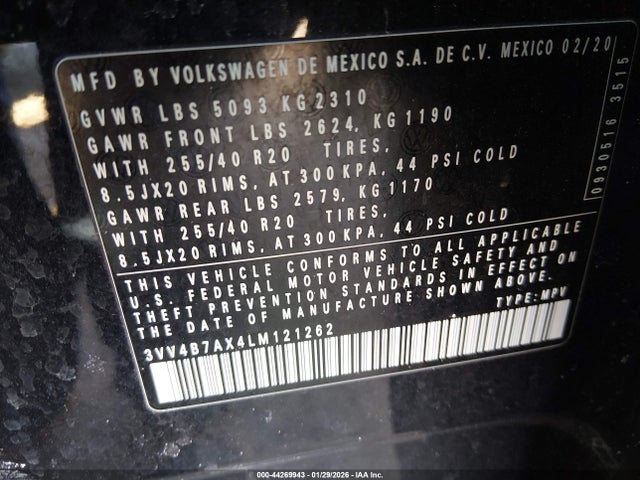 MFD BY VOLKSWAGEN DE MEXICO S.A. DE C.V. MEXICO 02/20
GVWR LBS 5093 KG 2310
GAWR FRONT LBS 2624, KG 1190
WITH 255/40 R20 TIRES,
8.5JX20 RIMS, AT 300 KPA, 44 PSI COLD
GAWR REAR LBS 2579, KG 1170
WITH 255/40 R20 TIRES,
8.5JX20 RIMS, AT 300 KPA, 44 PSI COLD
THIS VEHICLE CONFORMS TO ALL APPLICABLE
U.S. FEDERAL MOTOR VEHICLE SAFETY AND
THEFT PREVENTION STANDARDS IN EFFECT ON
THE DATE OF MANUFACTURE SHOWN ABOVE.
3VV4B7AX4LM121262 TYPE: MPV
0930516 3515
000-44269943 - 01/29/2026 - IAA Inc.